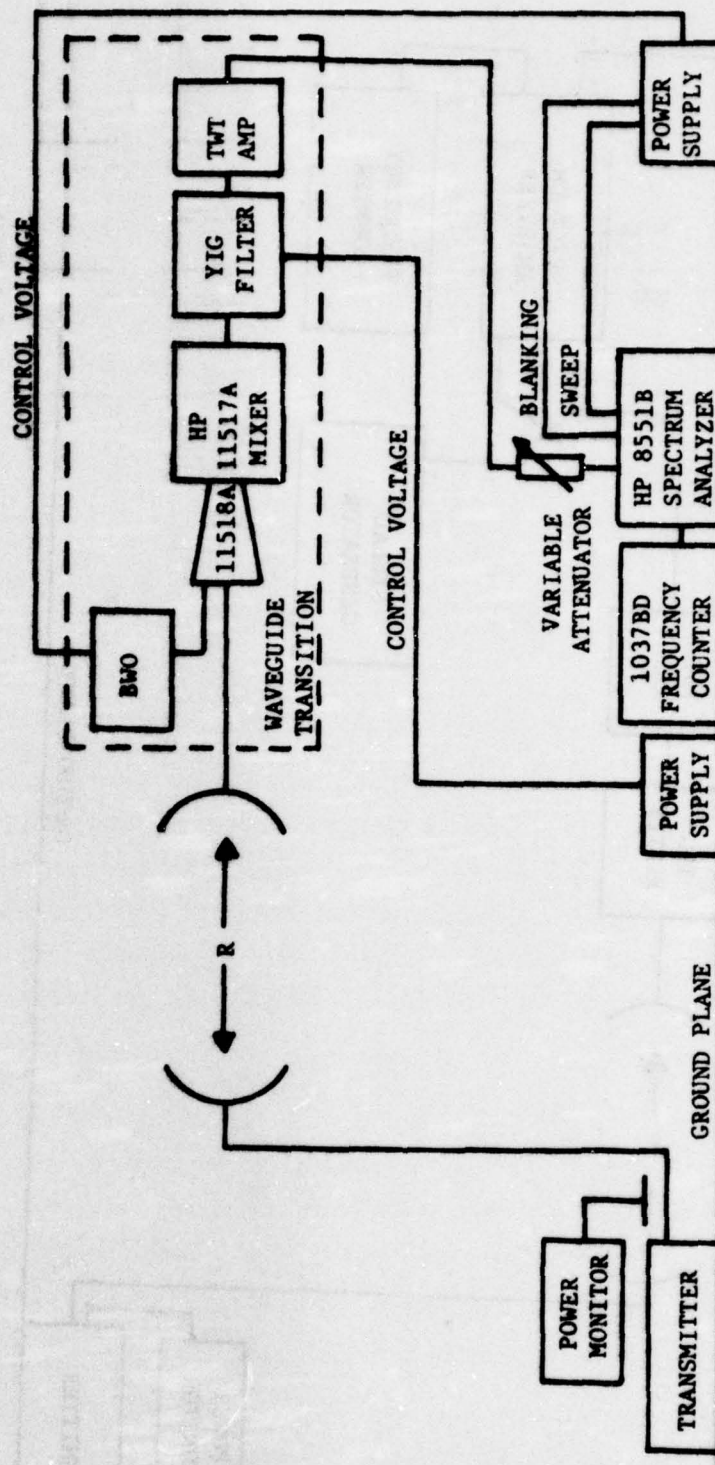 CONTROL VOLTAGE
BWO
11518A
HP
11517A
MIXER
YIG
FILTER
TWT
AMP
WAVEGUIDE
TRANSITION
R
CONTROL VOLTAGE
BLANKING
SWEEP
VARIABLE
ATTENUATOR
POWER
MONITOR
TRANSMITTER
GROUND PLANE
POWER
SUPPLY
1037BD
FREQUENCY
COUNTER
HP 8551B
SPECTRUM
ANALYZER
POWER
SUPPLY